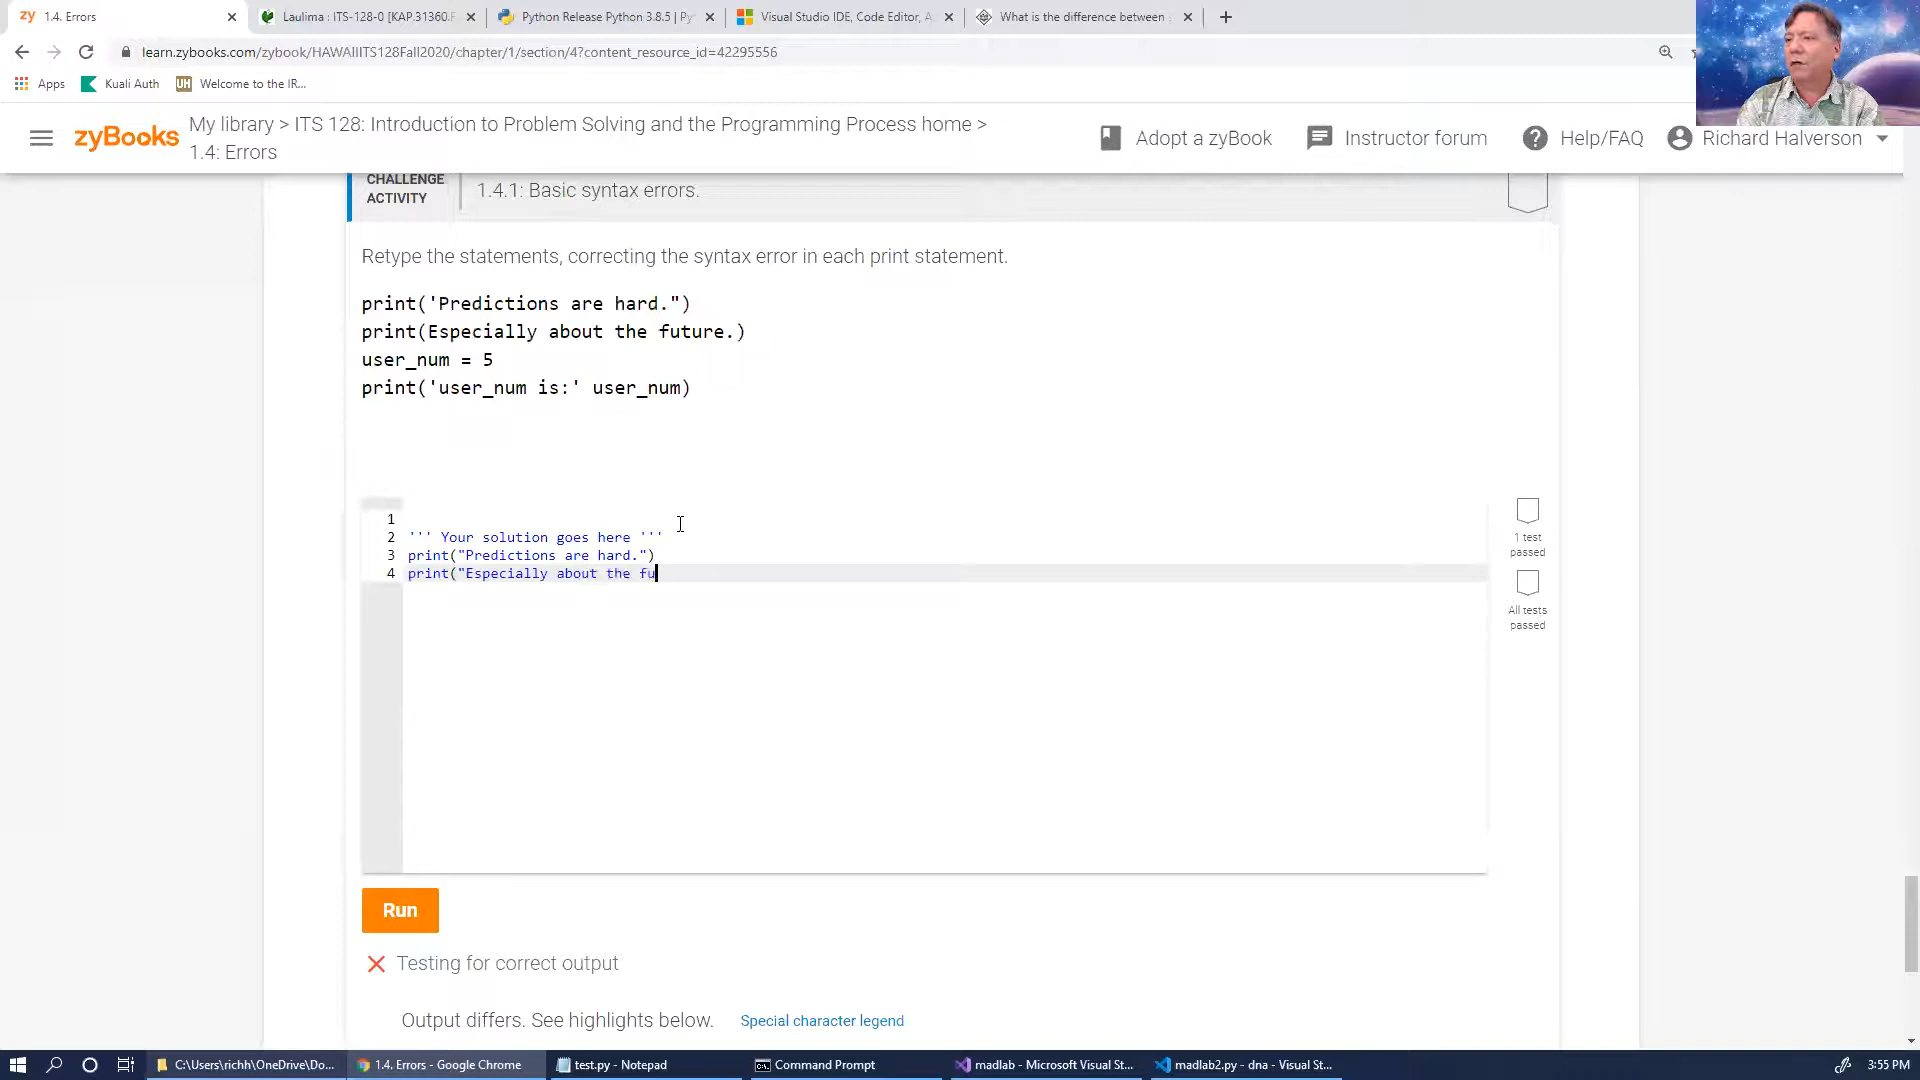 zy 1.4. Errors
Laulima : ITS-128-0 [KAP.31360.F
Python Release Python 3.8.5 | Py
Visual Studio IDE, Code Editor, A
What is the difference between
learn.zybooks.com/zybook/HAWAIIITS128Fall2020/chapter/1/section/4?content_resource_id=42295556
Apps
Kuali Auth
UH Welcome to the IR...
zyBooks
My library > ITS 128: Introduction to Problem Solving and the Programming Process home >
1.4: Errors
Adopt a zyBook
Instructor forum
Help/FAQ
Richard Halverson
CHALLENGE
ACTIVITY
1.4.1: Basic syntax errors.
Retype the statements, correcting the syntax error in each print statement.
print('Predictions are hard.")
print(Especially about the future.)
user_num = 5
print('user_num is:' user_num)
1
2 ''' Your solution goes here '''
3 print("Predictions are hard.")
4 print("Especially about the fu
1 test
passed
All tests
passed
Run
Testing for correct output
Output differs. See highlights below.
Special character legend
C:\Users\richh\OneDrive\Do...
1.4. Errors - Google Chrome
test.py - Notepad
Command Prompt
madlab - Microsoft Visual St...
madlab2.py - dna - Visual St...
3:55 PM